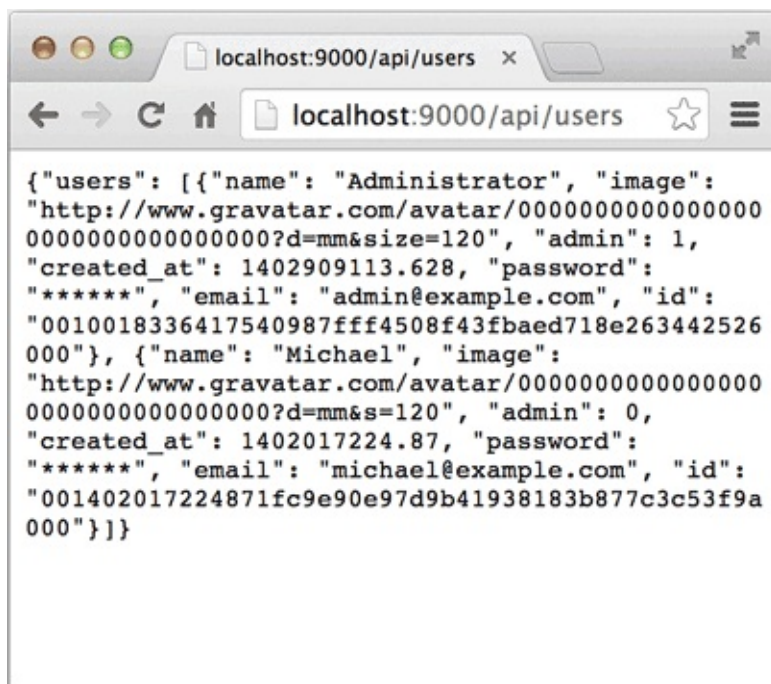 localhost:9000/api/users
localhost:9000/api/users
{"users": [{"name": "Administrator", "image":
"http://www.gravatar.com/avatar/0000000000000000
0000000000000000?d=mm&size=120", "admin": 1,
"created_at": 1402909113.628, "password":
"******", "email": "admin@example.com", "id":
"0010018336417540987fff4508f43fbaed718e263442526
000"}, {"name": "Michael", "image":
"http://www.gravatar.com/avatar/0000000000000000
0000000000000000?d=mm&s=120", "admin": 0,
"created_at": 1402017224.87, "password":
"******", "email": "michael@example.com", "id":
"001402017224871fc9e90e97d9b41938183b877c3c53f9a
000"}]}